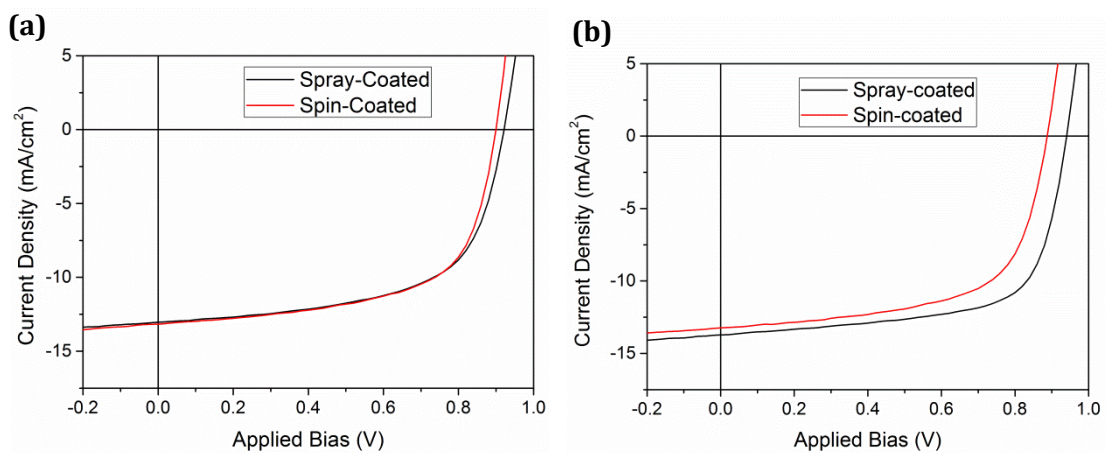 (a)
5
0
-5
-10
-15
Current Density (mA/cm²)
Spray-Coated
Spin-Coated
-0.2 0.0 0.2 0.4 0.6 0.8 1.0
Applied Bias (V)
(b)
5
0
-5
-10
-15
Current Density (mA/cm²)
Spray-coated
Spin-coated
-0.2 0.0 0.2 0.4 0.6 0.8 1.0
Applied Bias (V)